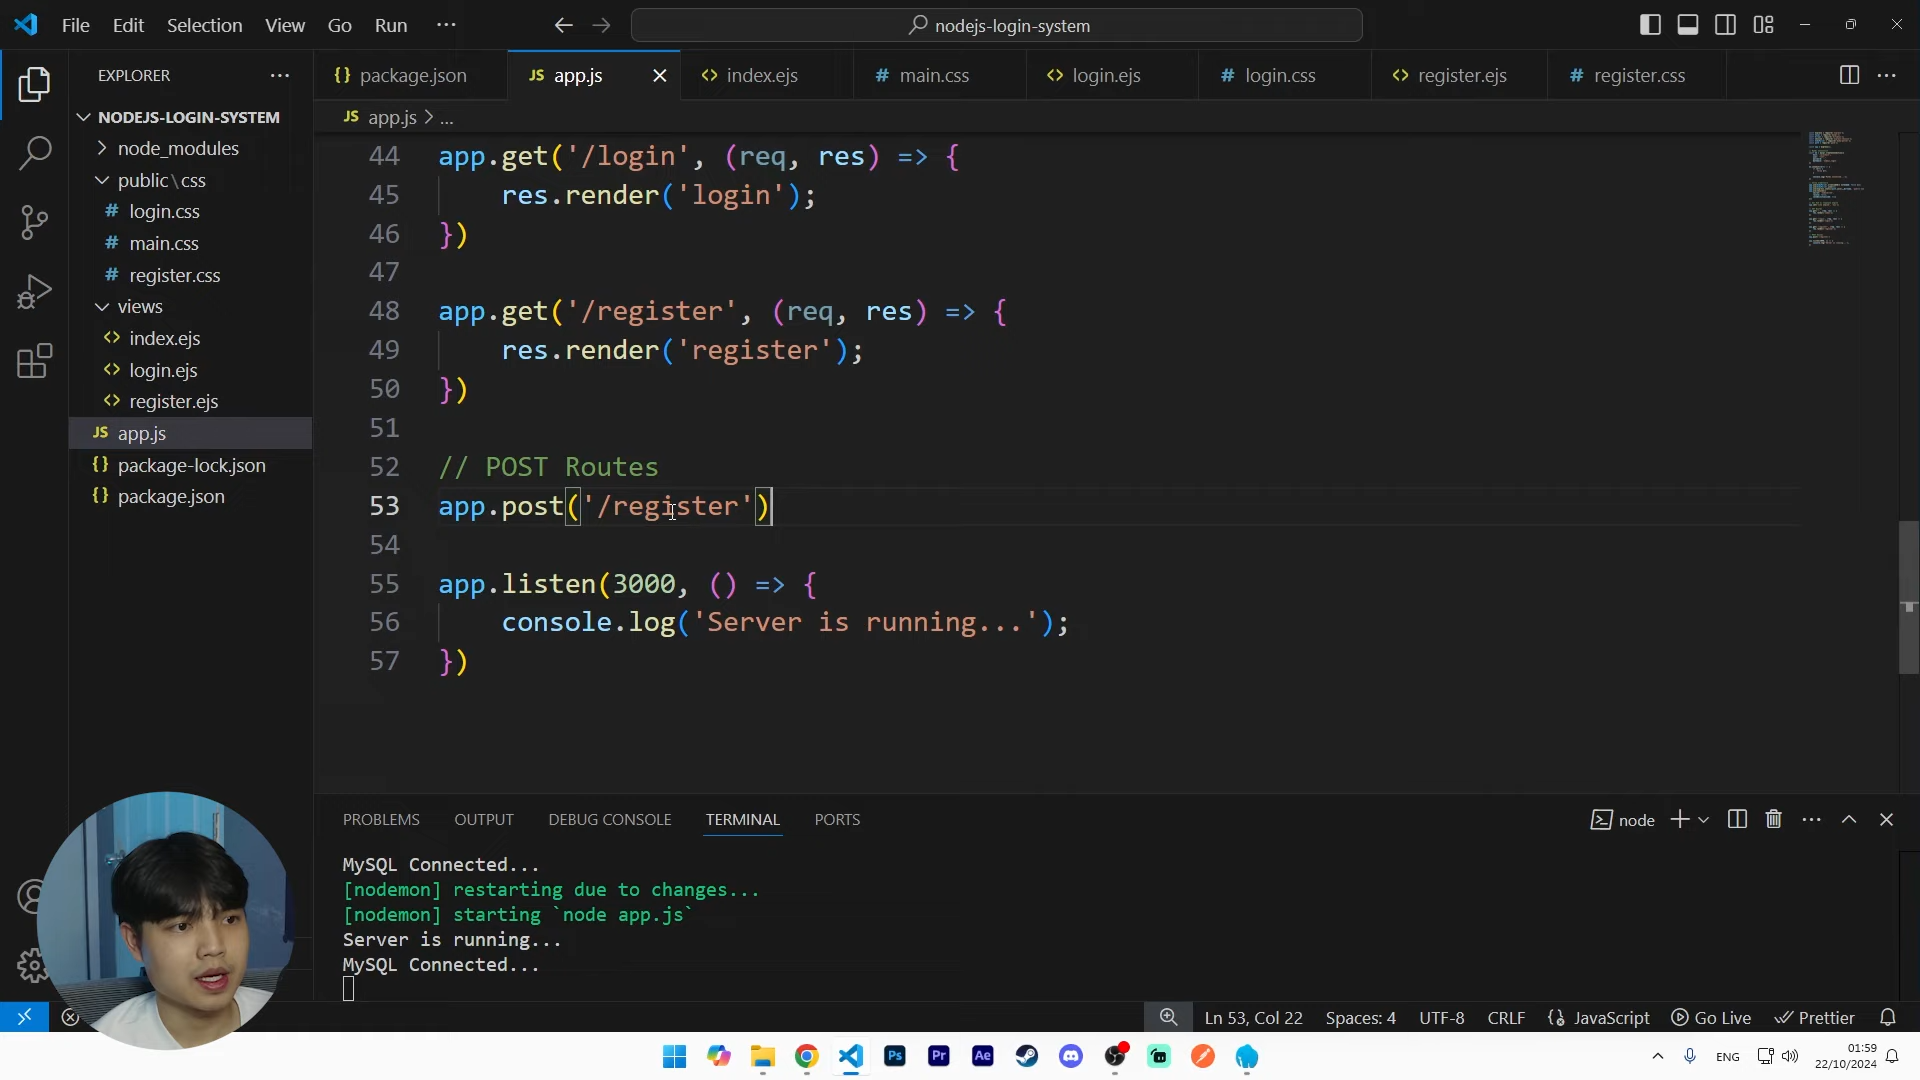 File Edit Selection View Go Run ··· nodejs-login-system
EXPLORER ···
package.json app.js index.ejs main.css login.ejs login.css register.ejs register.css
NODEJS-LOGIN-SYSTEM
app.js > ...
node_modules
public\css
login.css
main.css
register.css
views
index.ejs
login.ejs
register.ejs
app.js
package-lock.json
package.json
44 app.get('/login', (req, res) => {
45 res.render('login');
46 })
47
48 app.get('/register', (req, res) => {
49 res.render('register');
50 })
51
52 // POST Routes
53 app.post('/register')
54
55 app.listen(3000, () => {
56 console.log('Server is running...');
57 })
PROBLEMS OUTPUT DEBUG CONSOLE TERMINAL PORTS node
MySQL Connected...
[nodemon] restarting due to changes...
[nodemon] starting `node app.js`
Server is running...
MySQL Connected...
Ln 53, Col 22 Spaces: 4 UTF-8 CRLF JavaScript Go Live Prettier
Ps Pr Ae ENG 01:59
22/10/2024